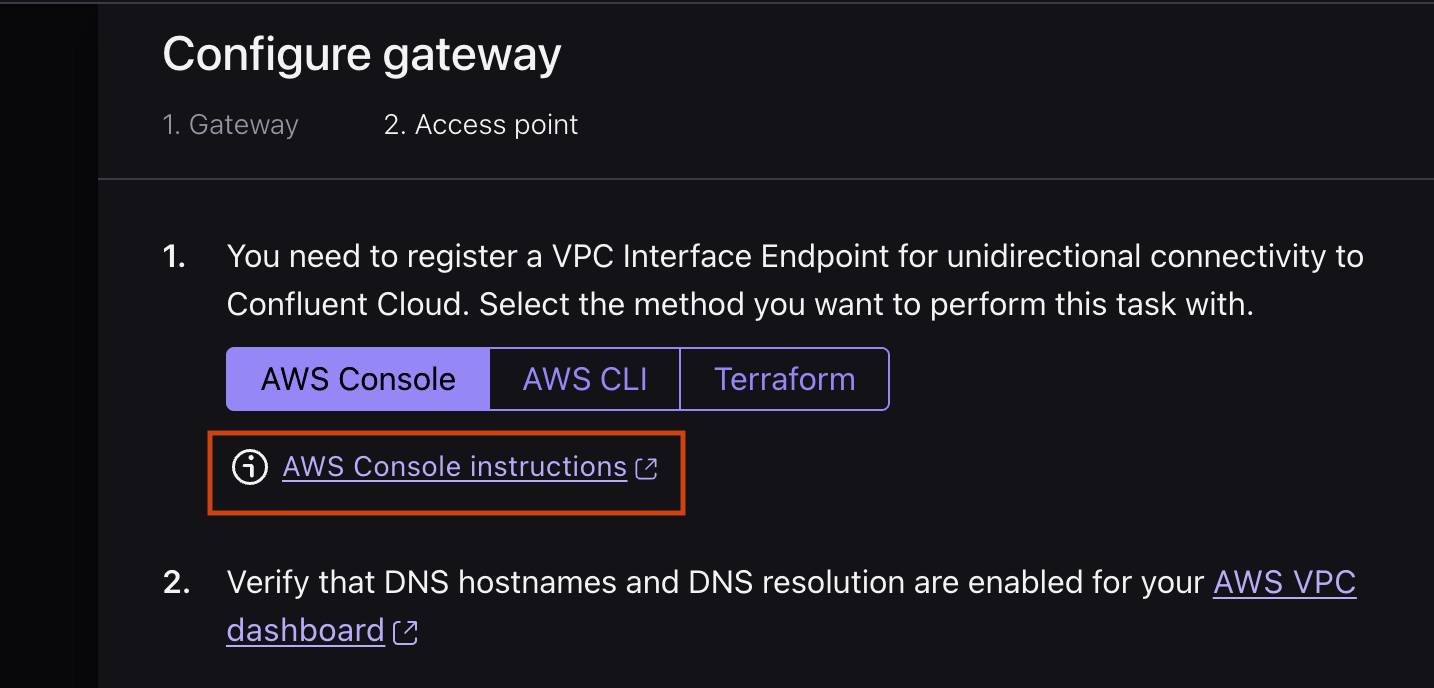 Configure gateway
1. Gateway
2. Access point
1. You need to register a VPC Interface Endpoint for unidirectional connectivity to
Confluent Cloud. Select the method you want to perform this task with.
AWS Console
AWS CLI
Terraform
AWS Console instructions
2. Verify that DNS hostnames and DNS resolution are enabled for your AWS VPC
dashboard